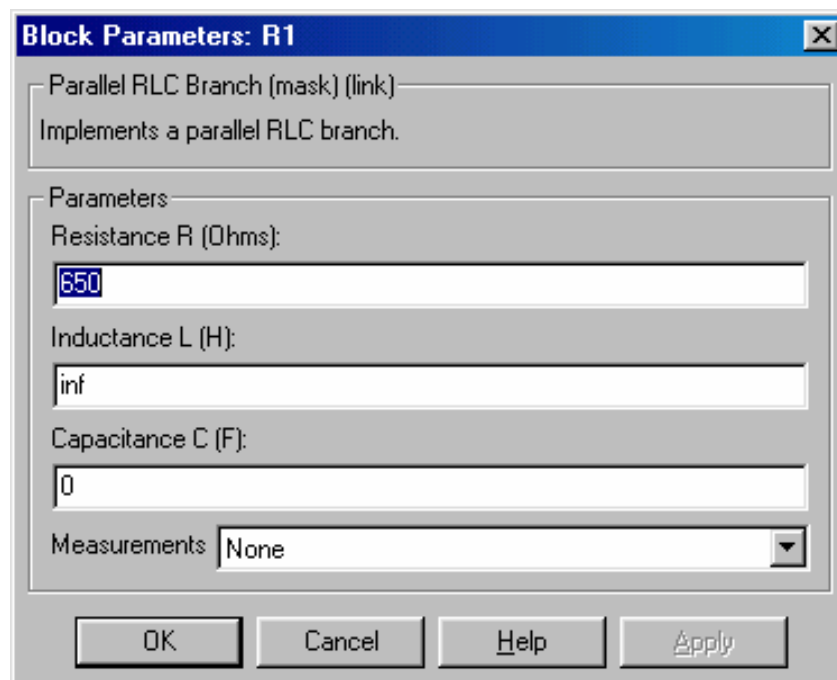 Block Parameters: R1
Parallel RLC Branch (mask) (link)
Implements a parallel RLC branch.
Parameters
Resistance R (Ohms):
650
Inductance L (H):
inf
Capacitance C (F):
0
Measurements None
OK Cancel Help Apply